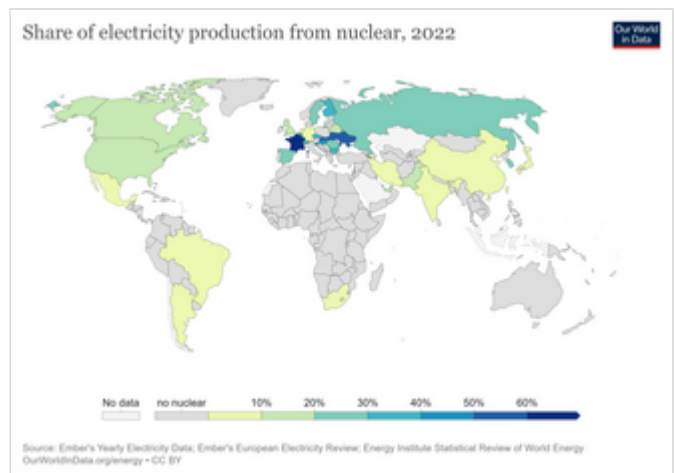 Share of electricity production from nuclear, 2022
Our World
in Data
No data
no nuclear
10%
20%
30%
40%
50%
60%
Source: Ember's Yearly Electricity Data; Ember's European Electricity Review; Energy Institute Statistical Review of World Energy
OurWorldInData.org/energy • CC BY